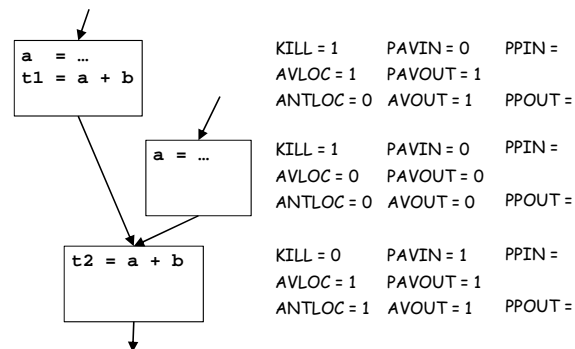 a = …
t1 = a + b
KILL = 1 PAVIN = 0 PPIN =
AVLOC = 1 PAVOUT = 1
ANTLOC = 0 AVOUT = 1 PPOUT =
a = …
KILL = 1 PAVIN = 0 PPIN =
AVLOC = 0 PAVOUT = 0
ANTLOC = 0 AVOUT = 0 PPOUT =
t2 = a + b
KILL = 0 PAVIN = 1 PPIN =
AVLOC = 1 PAVOUT = 1
ANTLOC = 1 AVOUT = 1 PPOUT =